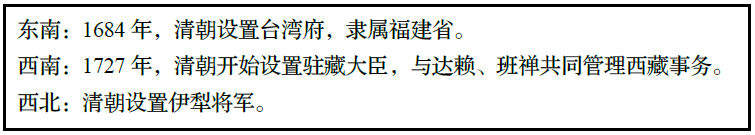 东南：1684 年，清朝设置台湾府，隶属福建省。
西南：1727 年，清朝开始设置驻藏大臣，与达赖、班禅共同管理西藏事务。
西北：清朝设置伊犁将军。